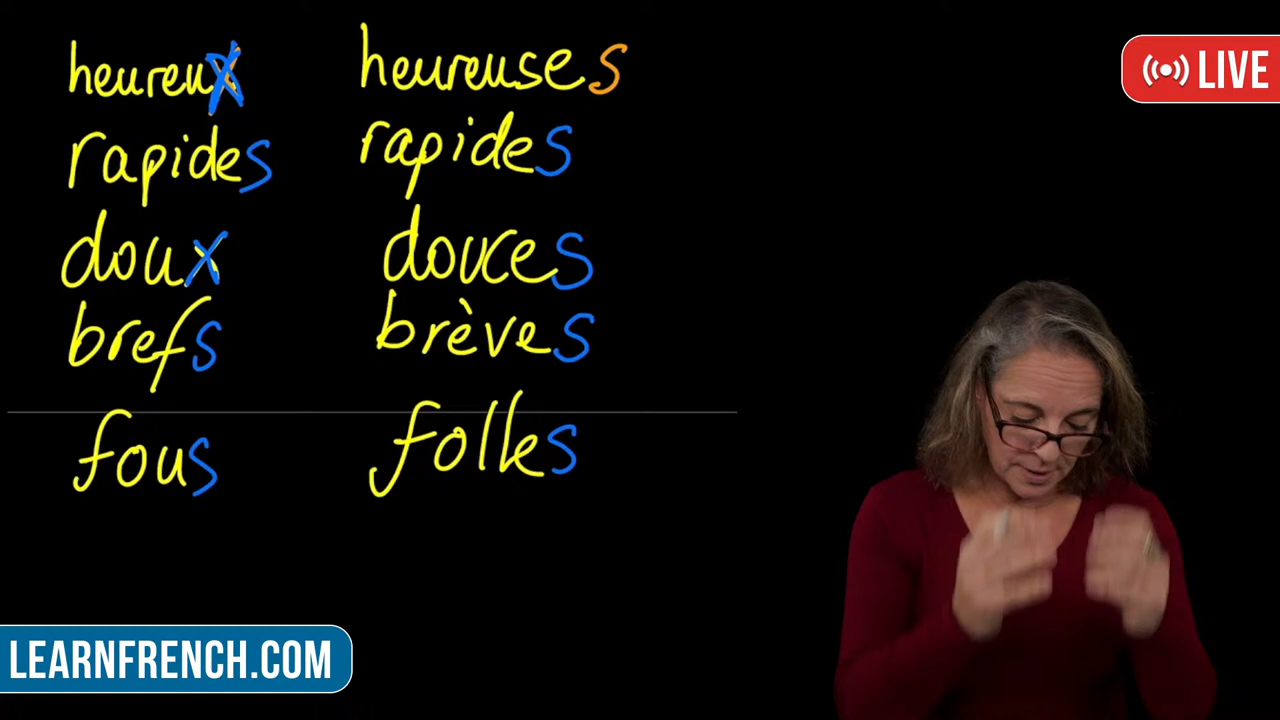 heureux heureuses
rapides rapides
doux douces
brefs brèves
fous folles
LIVE
LEARNFRENCH.COM